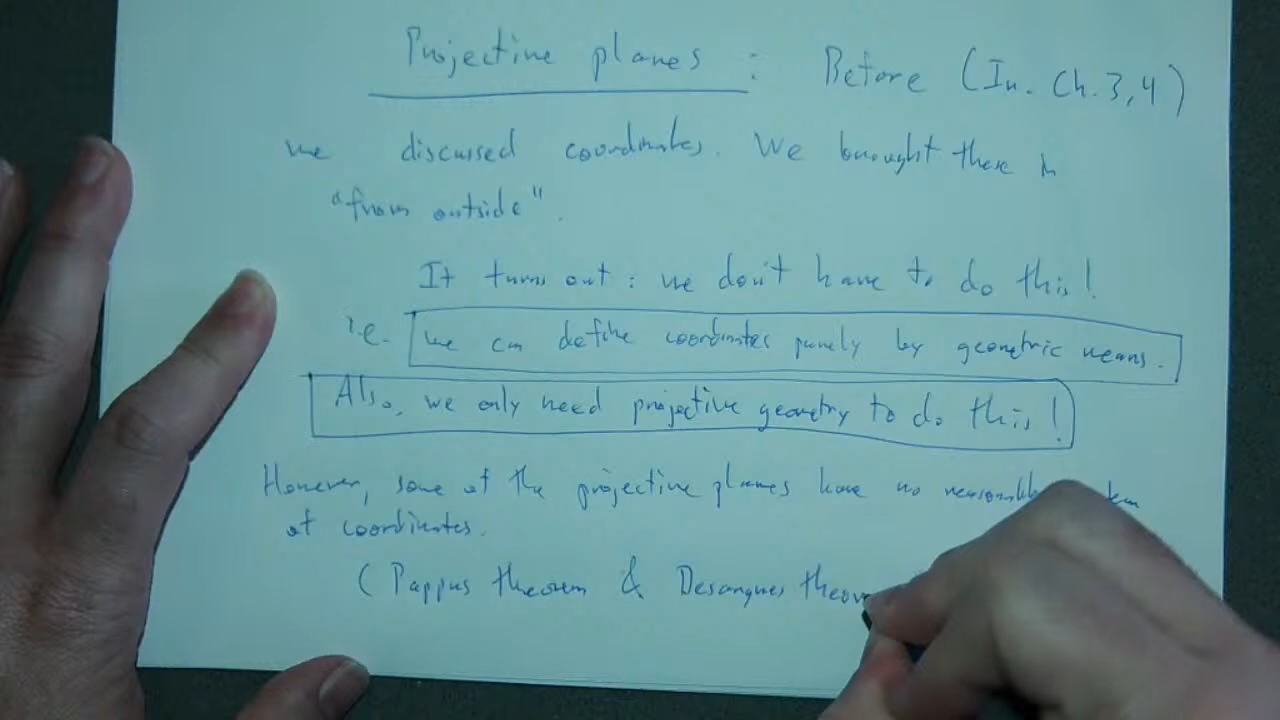 Projective planes : Before (In. Ch. 3,4)
we discussed coordinates. We brought these in
"from outside".
It turns out : we don't have to do this!
i.e. we can define coordinates purely by geometric means.
Also, we only need projective geometry to do this!
However, some of the projective planes have no reasonable
of coordinates.
(Pappus theorem & Desargues theorem